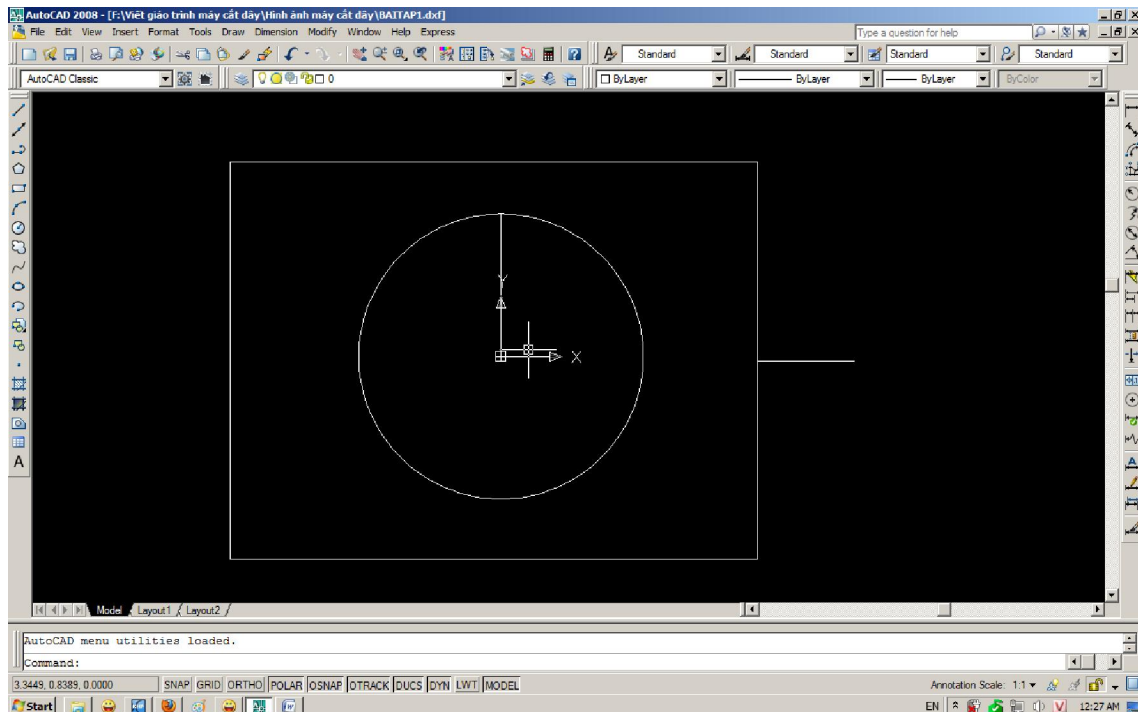 AutoCAD 2008 - [F:\Viết giáo trình máy cắt dây\Hình ảnh máy cắt dây\BAITAP1.dxf]
File Edit View Insert Format Tools Draw Dimension Modify Window Help Express Type a question for help
Standard Standard Standard Standard
AutoCAD Classic 0 ByLayer ByLayer ByLayer ByColor
Y
X
A
A
Model Layout1 Layout2
AutoCAD menu utilities loaded.
Command:
3.3449, 0.8389, 0.0000 SNAP GRID ORTHO POLAR OSNAP OTRACK DUCS DYN LWT MODEL Annotation Scale: 1:1
Start EN V 12:27 AM